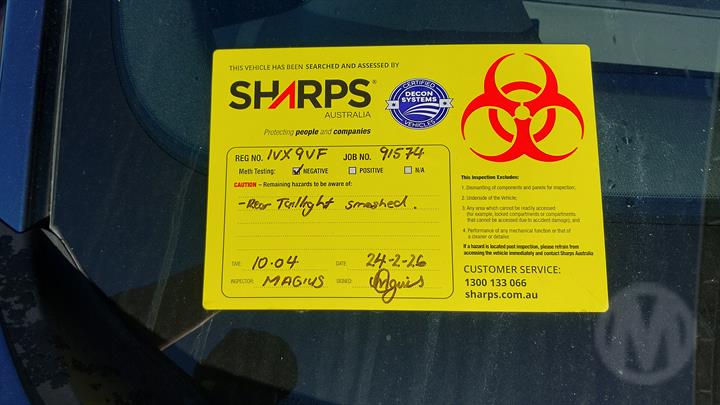 THIS VEHICLE HAS BEEN SEARCHED AND ASSESSED BY
SHARPS®
AUSTRALIA
Protecting people and companies
CERTIFIED
DECON
SYSTEMS
VEHICLES
REG NO. 1VX9VF JOB NO. 91574
Meth Testing: NEGATIVE POSITIVE N/A
CAUTION – Remaining hazards to be aware of:
-Rear Taillight smashed.
TIME: 10:04 DATE: 24-2-26
INSPECTOR: MAGIUS SIGNED: Magius
This Inspection Excludes:
1. Dismantling of components and panels for inspection;
2. Underside of the Vehicle;
3. Any area which cannot be readily accessed
(for example, locked compartments or compartments
that cannot be accessed due to accident damage); and
4. Performance of any mechanical function or that of
a cleaner or detailer.
If a hazard is located post inspection, please refrain from
accessing the vehicle immediately and contact Sharps Australia
CUSTOMER SERVICE:
1300 133 066
sharps.com.au
M